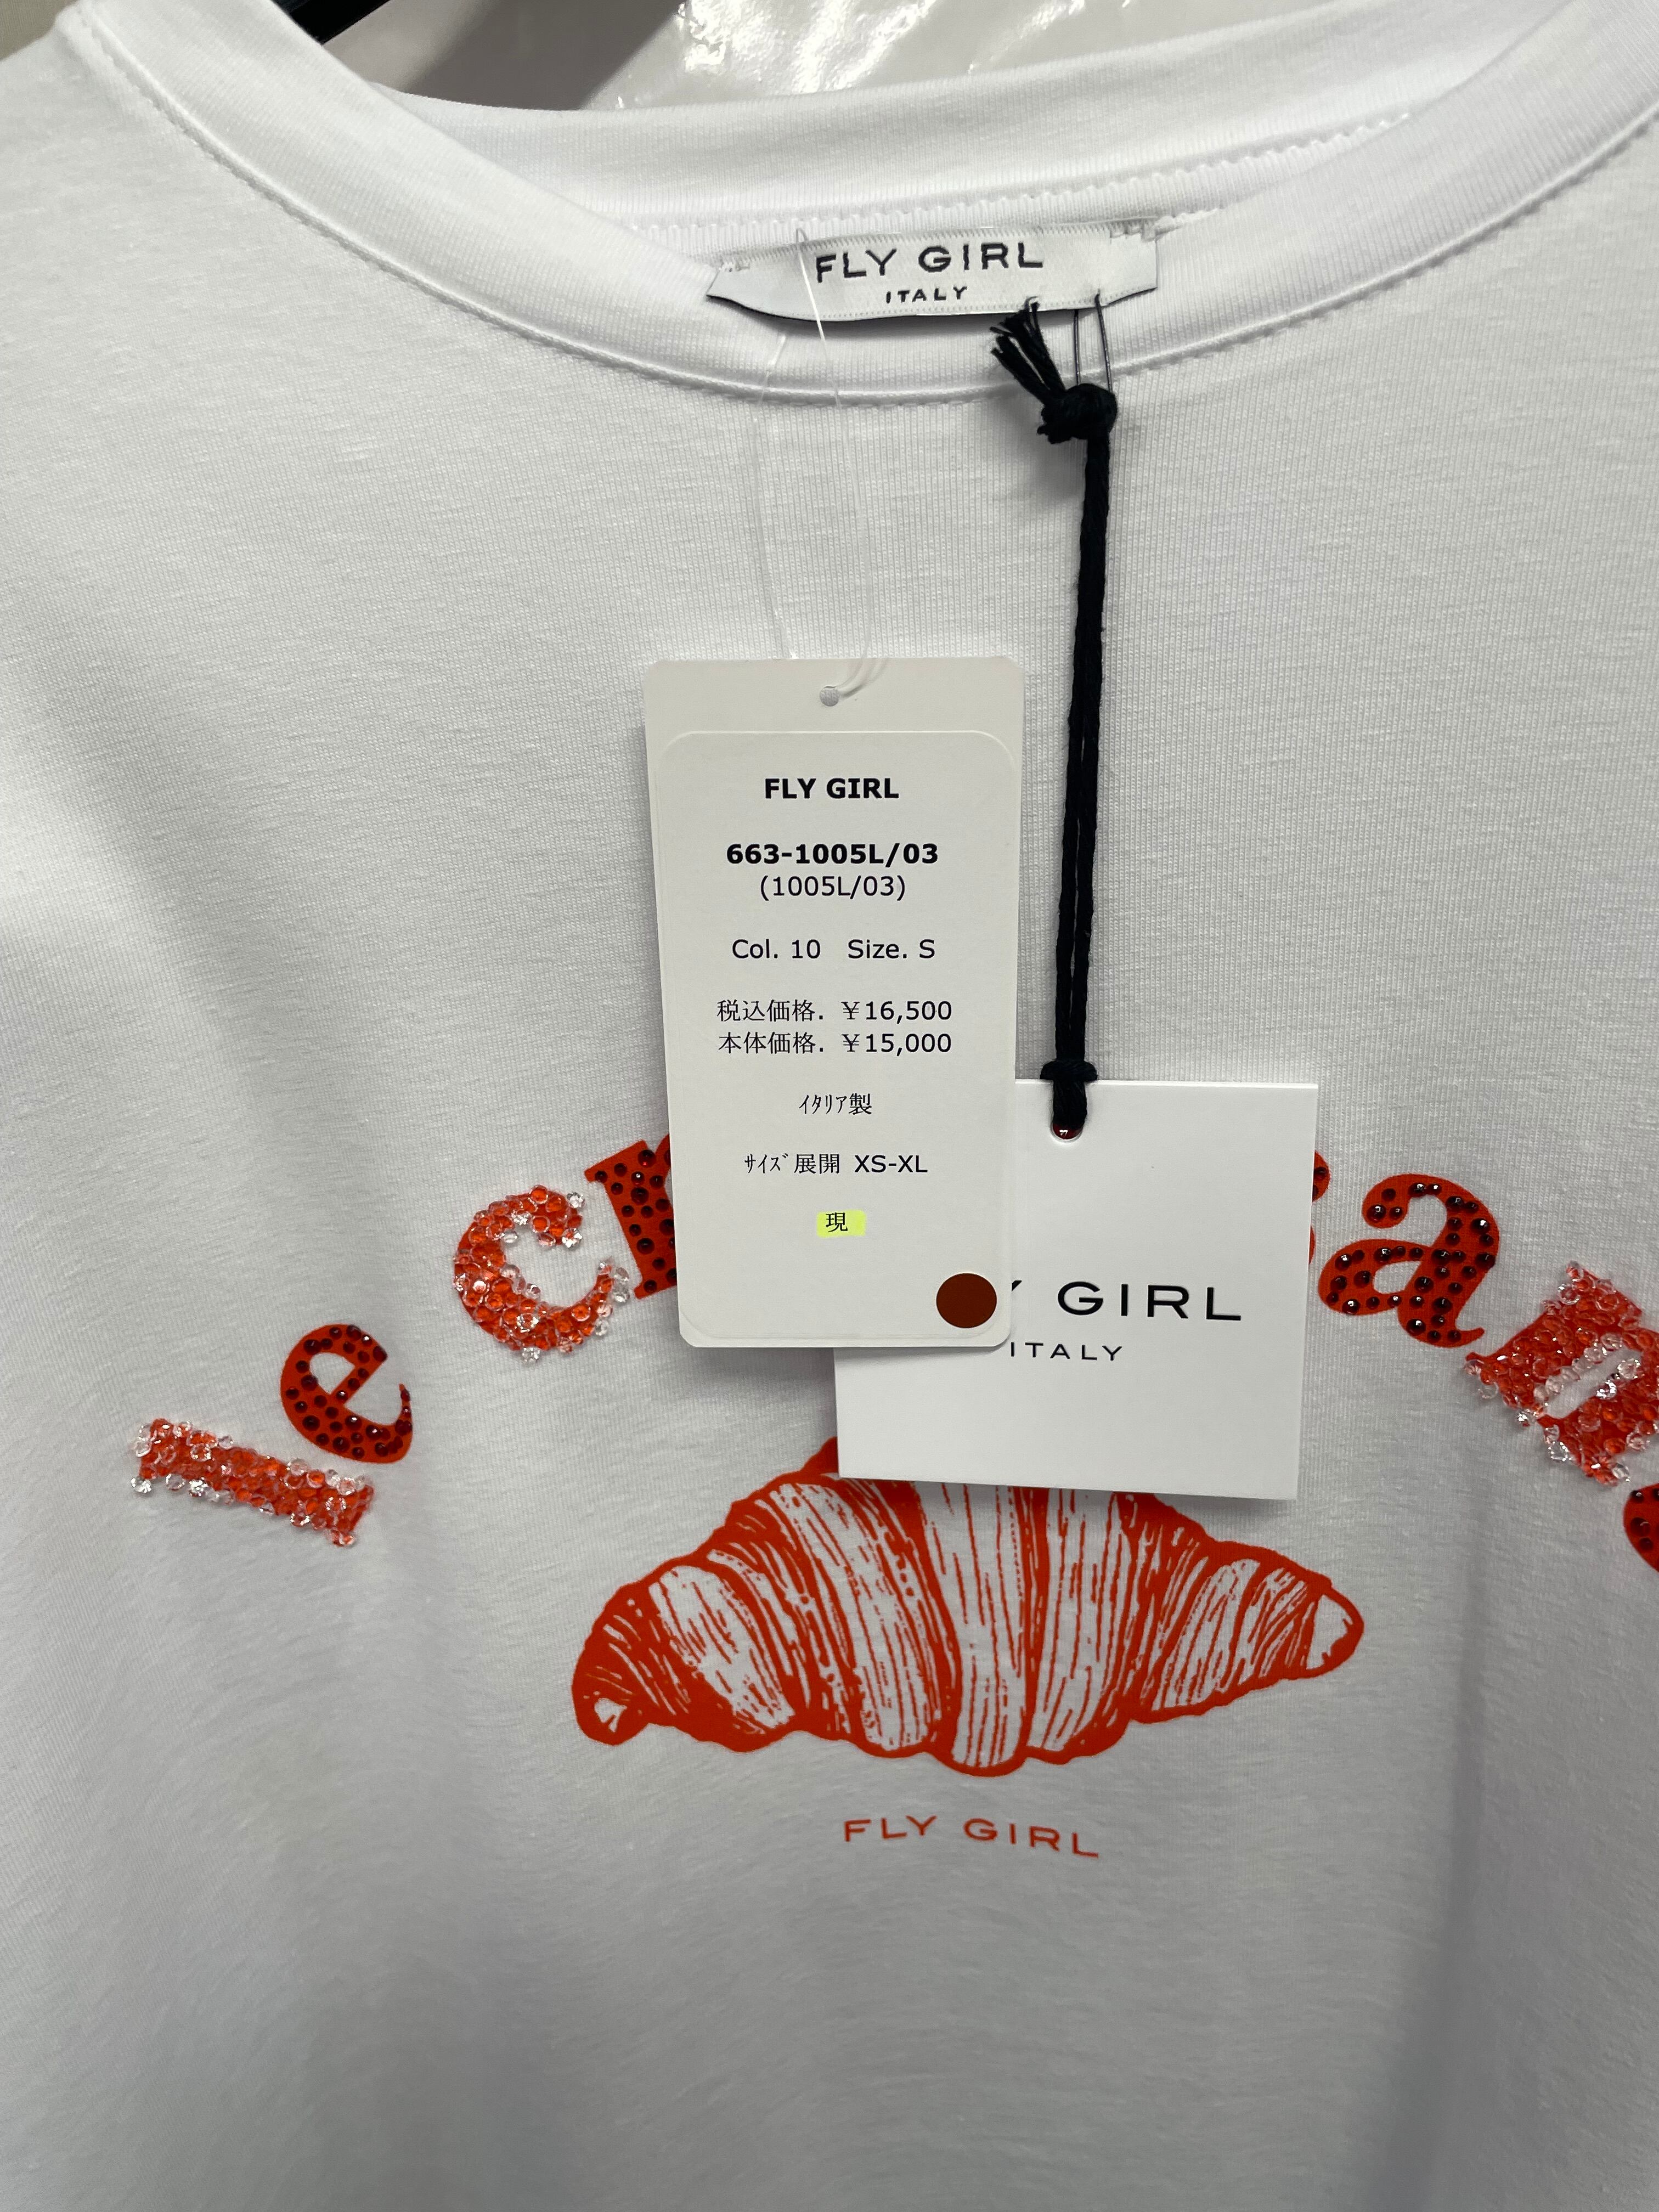 FLY GIRL
ITALY
FLY GIRL
663-1005L/03
(1005L/03)
Col. 10 Size. S
税込価格. ￥16,500
本体価格. ￥15,000
ｲﾀﾘｱ製
ｻｲｽﾞ展開 XS-XL
現
GIRL
ITALY
le
FLY GIRL